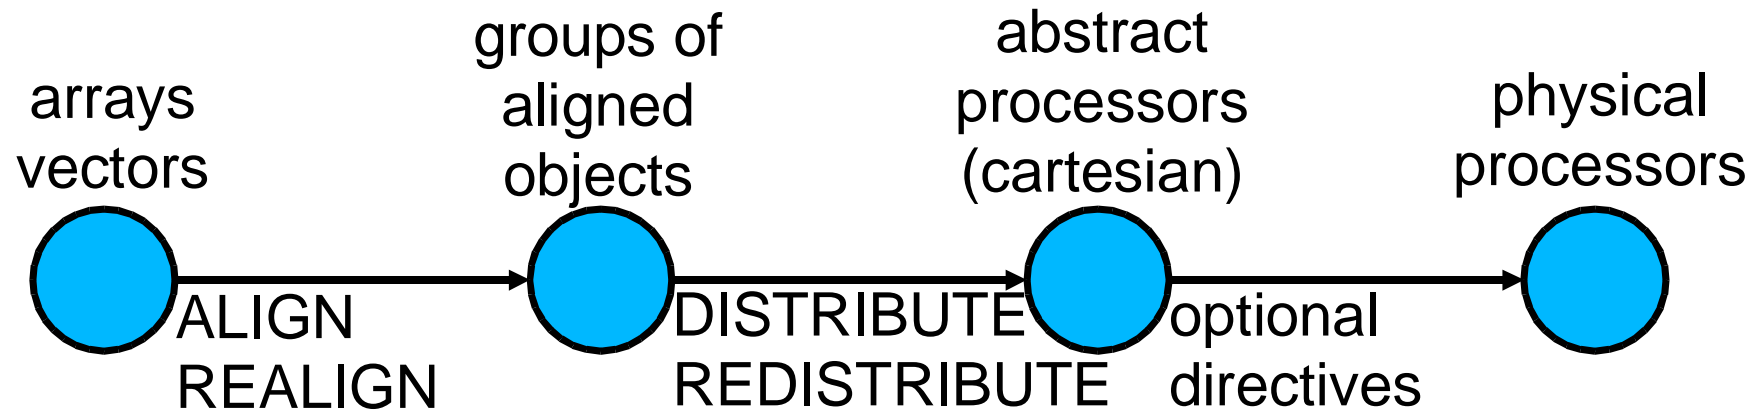 arrays
vectors
groups of
aligned
objects
abstract
processors
(cartesian)
physical
processors
ALIGN
REALIGN
DISTRIBUTE
REDISTRIBUTE
optional
directives